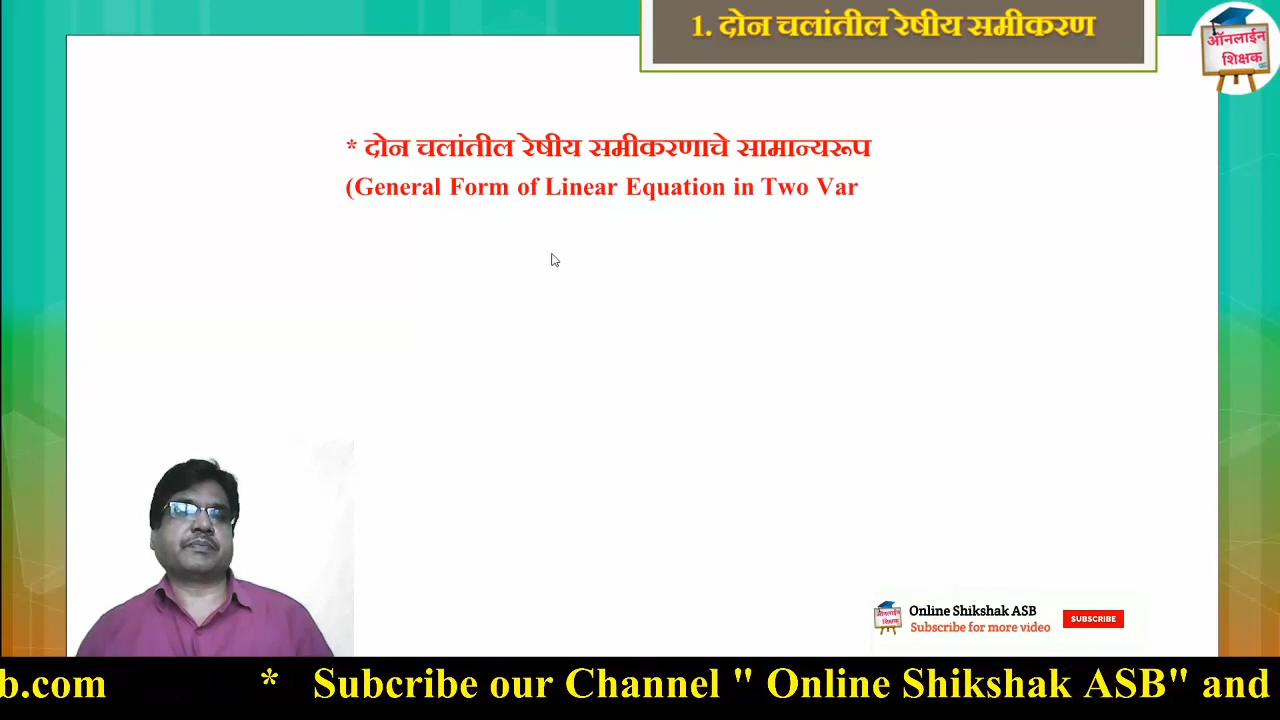 1. दोन चलांतील रेषीय समीकरण
ऑनलाईन
शिक्षक
* दोन चलांतील रेषीय समीकरणाचे सामान्यरूप
(General Form of Linear Equation in Two Var
Online Shikshak ASB
Subscribe for more video
SUBSCRIBE
b.com * Subcribe our Channel " Online Shikshak ASB" and